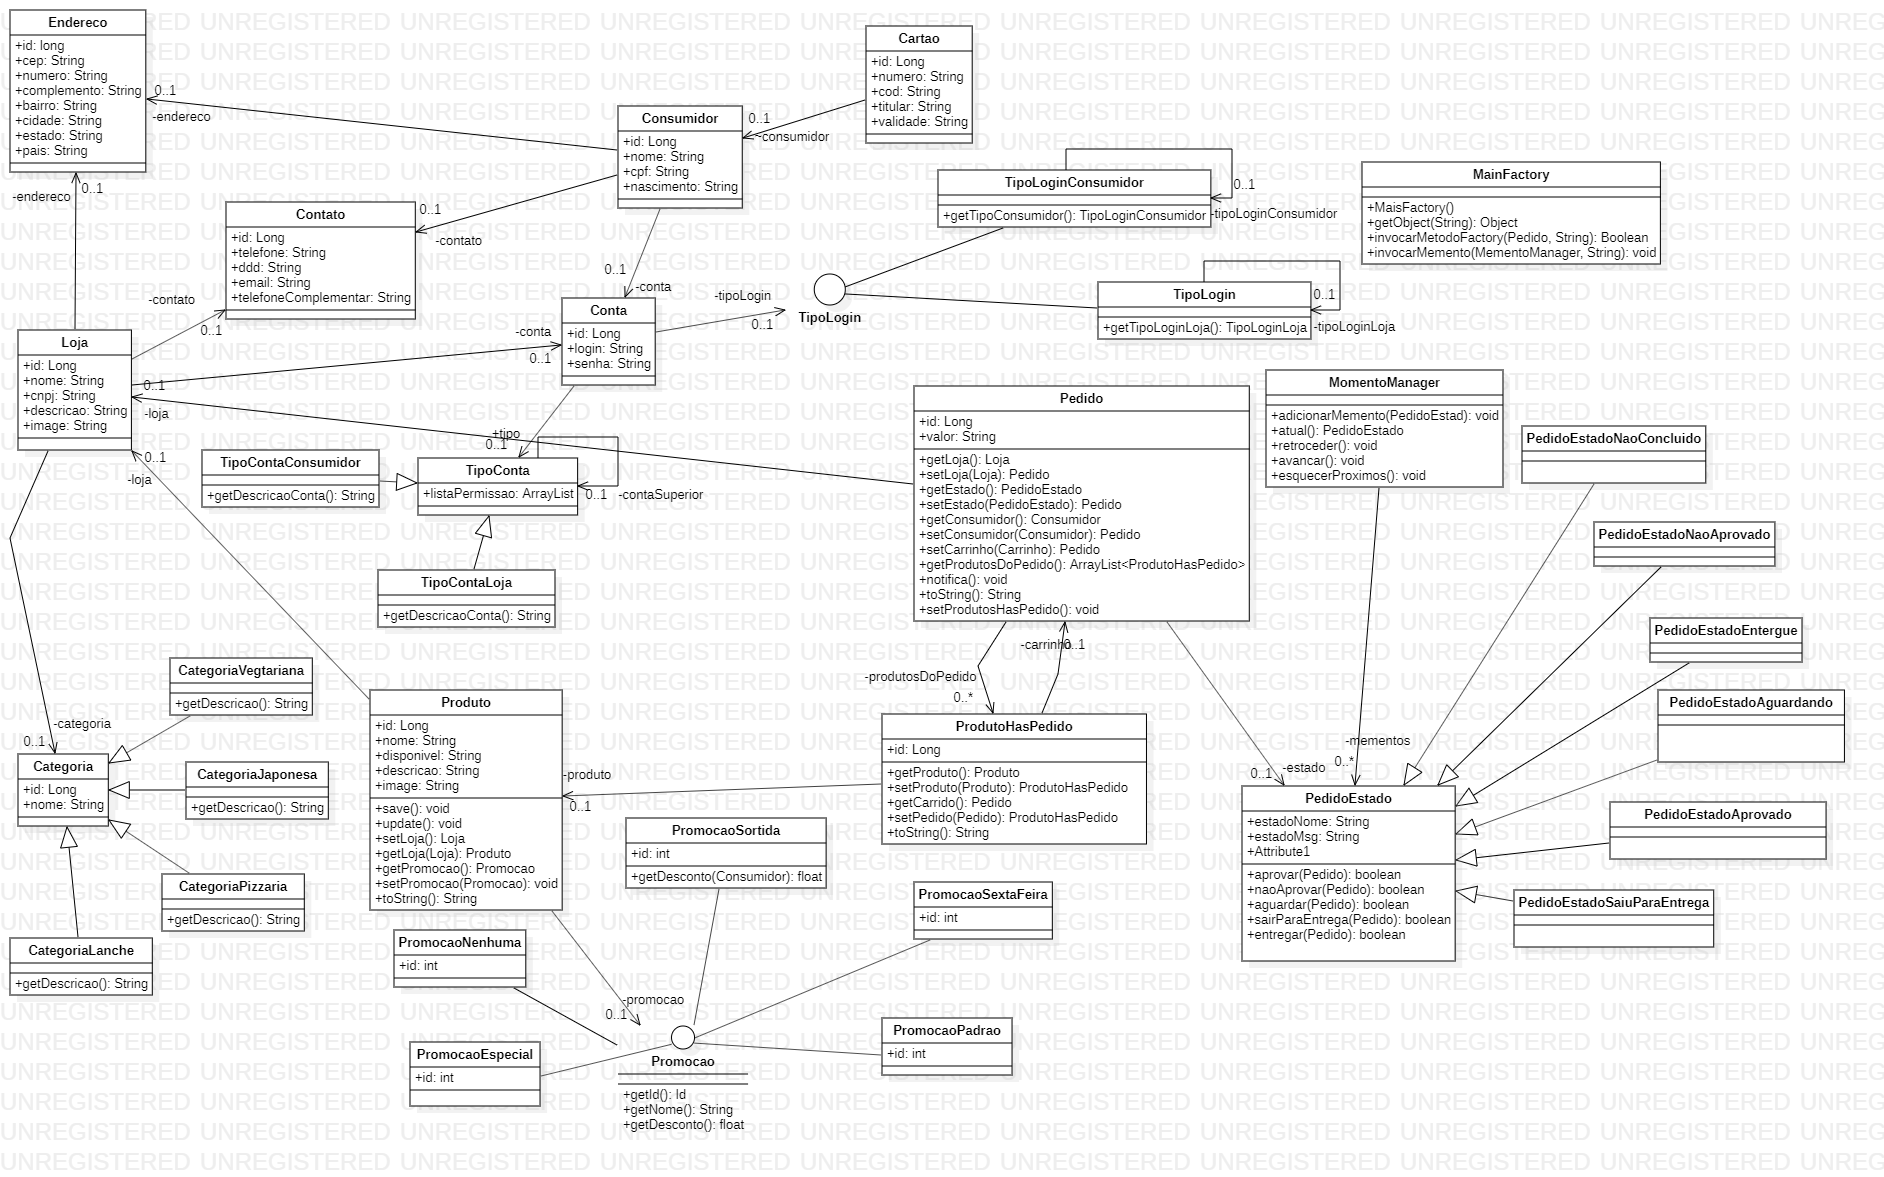 Endereco
+id: long
+cep: String
+numero: String
+complemento: String
+bairro: String
+cidade: String
+estado: String
+pais: String
0..1
-endereco
-endereco
0..1
Cartao
+id: Long
+numero: String
+cod: String
+titular: String
+validade: String
0..1
~consumidor
Consumidor
+id: Long
+nome: String
+cpf: String
+nascimento: String
Contato
+id: Long
+telefone: String
+ddd: String
+email: String
+telefoneComplementar: String
0..1
-contato
-contato
0..1
0..1
-conta
TipoLoginConsumidor
+getTipoConsumidor(): TipoLoginConsumidor
0..1
-tipoLoginConsumidor
MainFactory
+MaisFactory()
+getObject(String): Object
+invocarMetodoFactory(Pedido, String): Boolean
+invocarMemento(MementoManager, String): void
TipoLogin
-tipoLogin
0..1
TipoLogin
+getTipoLoginLoja(): TipoLoginLoja
0..1
-tipoLoginLoja
Conta
+id: Long
+login: String
+senha: String
-conta
0..1
Loja
+id: Long
+nome: String
+cnpj: String
+descricao: String
+image: String
0..1
-loja
0..1
-loja
TipoContaConsumidor
+getDescricaoConta(): String
+tipo
0..1
TipoConta
+listaPermissao: ArrayList
0..1
-contaSuperior
TipoContaLoja
+getDescricaoConta(): String
Pedido
+id: Long
+valor: String
+getLoja(): Loja
+setLoja(Loja): Pedido
+getEstado(): PedidoEstado
+setEstado(PedidoEstado): Pedido
+getConsumidor(): Consumidor
+setConsumidor(Consumidor): Pedido
+setCarrinho(Carrinho): Pedido
+getProdutosDoPedido(): ArrayList<ProdutoHasPedido>
+notifica(): void
+toString(): String
+setProdutosHasPedido(): void
MomentoManager
+adicionarMemento(PedidoEstad): void
+atual(): PedidoEstado
+retroceder(): void
+avancar(): void
+esquecerProximos(): void
PedidoEstadoNaoConcluido
PedidoEstadoNaoAprovado
PedidoEstadoEntergue
PedidoEstadoAguardando
PedidoEstadoAprovado
PedidoEstadoSaiuParaEntrega
-carrinho
0..1
-produtosDoPedido
0..*
-mementos
0..*
0..1
-estado
CategoriaVegtariana
+getDescricao(): String
-categoria
0..1
Categoria
+id: Long
+nome: String
CategoriaJaponesa
+getDescricao(): String
CategoriaPizzaria
+getDescricao(): String
CategoriaLanche
+getDescricao(): String
Produto
+id: Long
+nome: String
+disponivel: String
+descricao: String
+image: String
+save(): void
+update(): void
+setLoja(): Loja
+getLoja(Loja): Produto
+getPromocao(): Promocao
+setPromocao(Promocao): void
+toString(): String
-produto
0..1
ProdutoHasPedido
+id: Long
+getProduto(): Produto
+setProduto(Produto): ProdutoHasPedido
+getCarrido(): Pedido
+setPedido(Pedido): ProdutoHasPedido
+toString(): String
PedidoEstado
+estadoNome: String
+estadoMsg: String
+Attribute1
+aprovar(Pedido): boolean
+naoAprovar(Pedido): boolean
+aguardar(Pedido): boolean
+sairParaEntrega(Pedido): boolean
+entregar(Pedido): boolean
PromocaoSortida
+id: int
+getDesconto(Consumidor): float
PromocaoSextaFeira
+id: int
PromocaoNenhuma
+id: int
-promocao
0..1
PromocaoEspecial
+id: int
PromocaoPadrao
+id: int
Promocao
+getId(): Id
+getNome(): String
+getDesconto(): float
UNREGISTERED